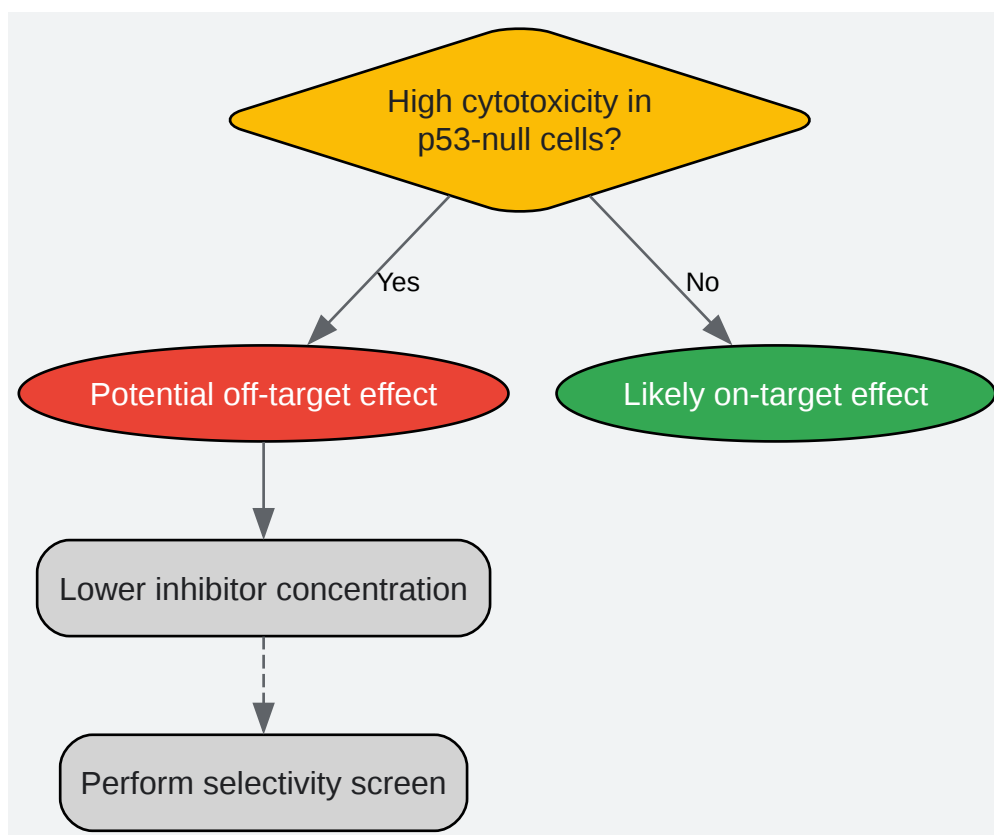 High cytotoxicity in
p53-null cells?
Yes
No
Potential off-target effect
Likely on-target effect
Lower inhibitor concentration
Perform selectivity screen